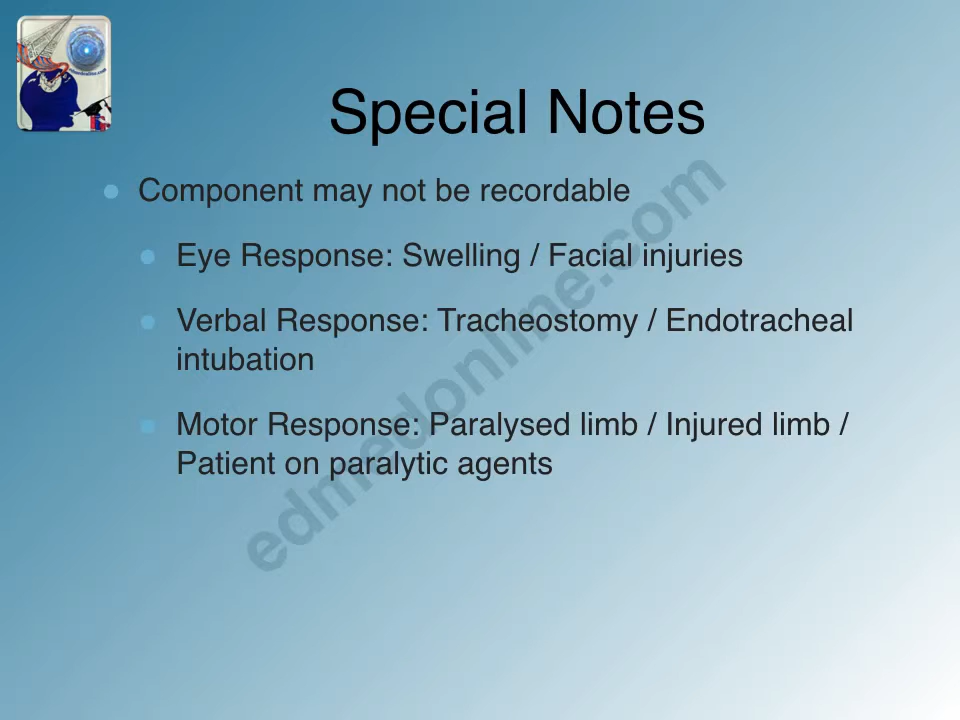 Special Notes
Component may not be recordable
Eye Response: Swelling / Facial injuries
Verbal Response: Tracheostomy / Endotracheal
intubation
Motor Response: Paralysed limb / Injured limb /
Patient on paralytic agents
edmedonline.com